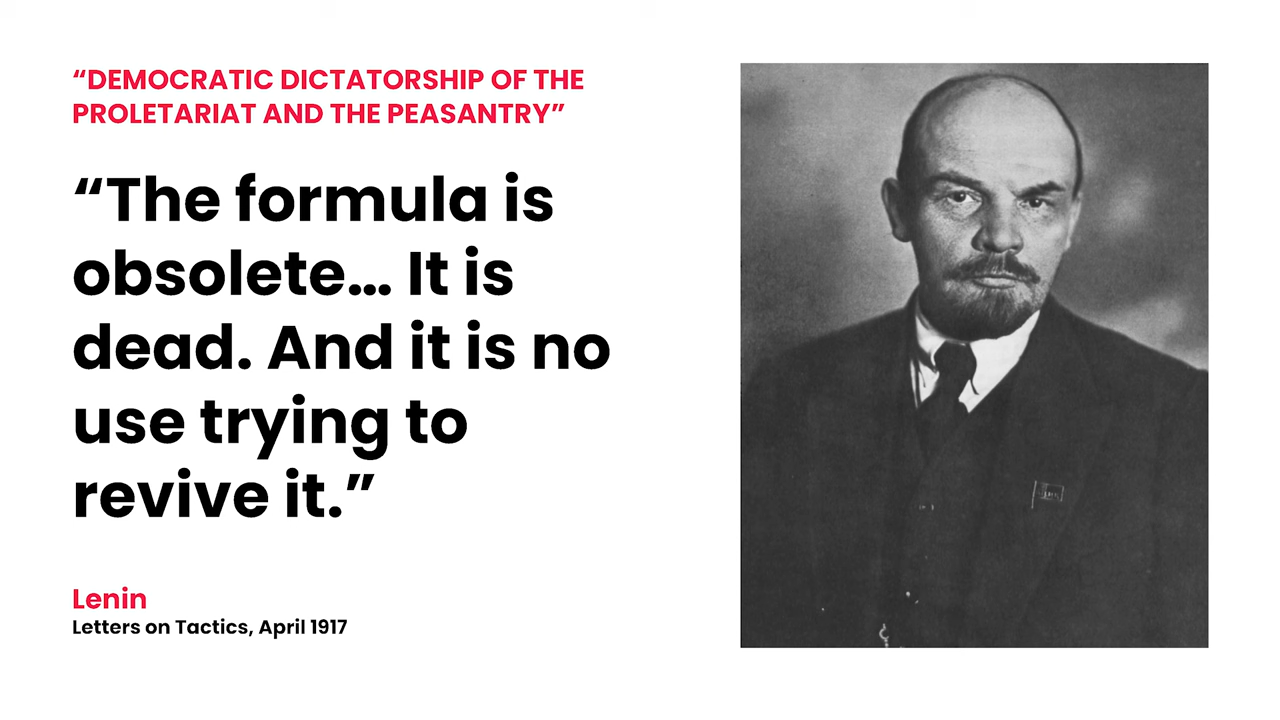 “DEMOCRATIC DICTATORSHIP OF THE
PROLETARIAT AND THE PEASANTRY”
“The formula is
obsolete... It is
dead. And it is no
use trying to
revive it.”
Lenin
Letters on Tactics, April 1917